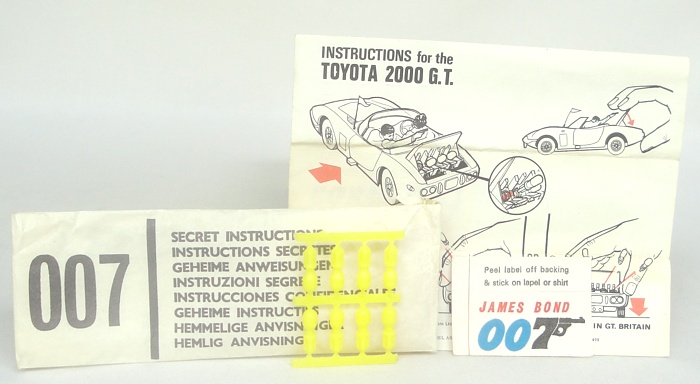 INSTRUCTIONS for the
TOYOTA 2000 G.T.
007
SECRET INSTRUCTIONS
INSTRUCTIONS SECRETES
GEHEIME ANWEISUNGEN
INSTRUZIONI SEGRETE
INSTRUCCIONES CONFIDENCIALES
GEHEIME INSTRUCTIES
HEMMELIGE ANVISNINGER
HEMLIG ANVISNING
Peel label off backing
& stick on lapel or shirt
JAMES BOND
007
IN GT. BRITAIN